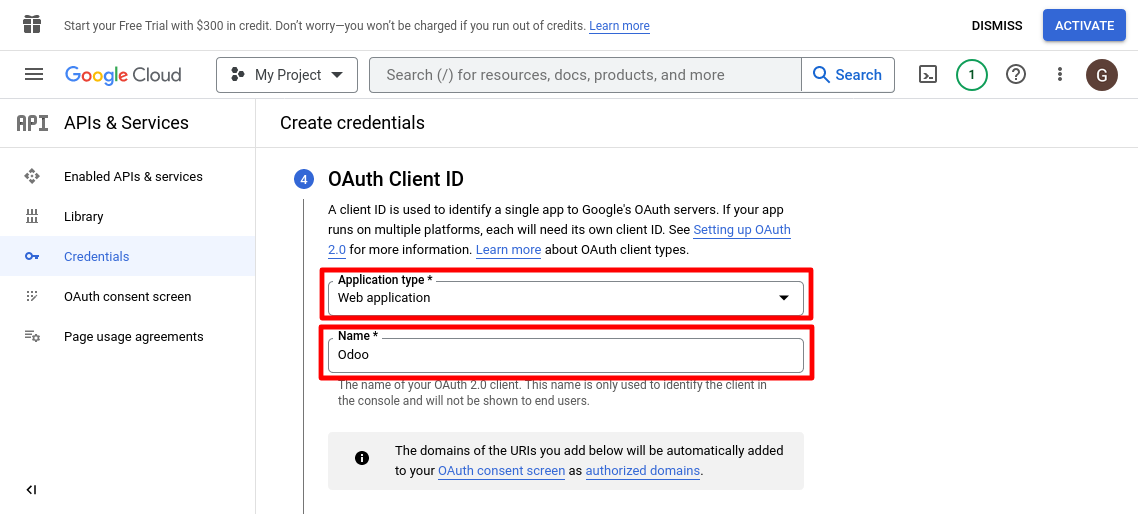 Start your Free Trial with $300 in credit. Don’t worry—you won’t be charged if you run out of credits. Learn more
DISMISS
ACTIVATE
Google Cloud
My Project
Search (/) for resources, docs, products, and more
Search
1
G
API
APIs & Services
Create credentials
Enabled APIs & services
Library
Credentials
OAuth consent screen
Page usage agreements
4
OAuth Client ID
A client ID is used to identify a single app to Google's OAuth servers. If your app
runs on multiple platforms, each will need its own client ID. See Setting up OAuth
2.0 for more information. Learn more about OAuth client types.
Application type *
Web application
Name *
Odoo
The name of your OAuth 2.0 client. This name is only used to identify the client in
the console and will not be shown to end users.
The domains of the URIs you add below will be automatically added
to your OAuth consent screen as authorized domains.